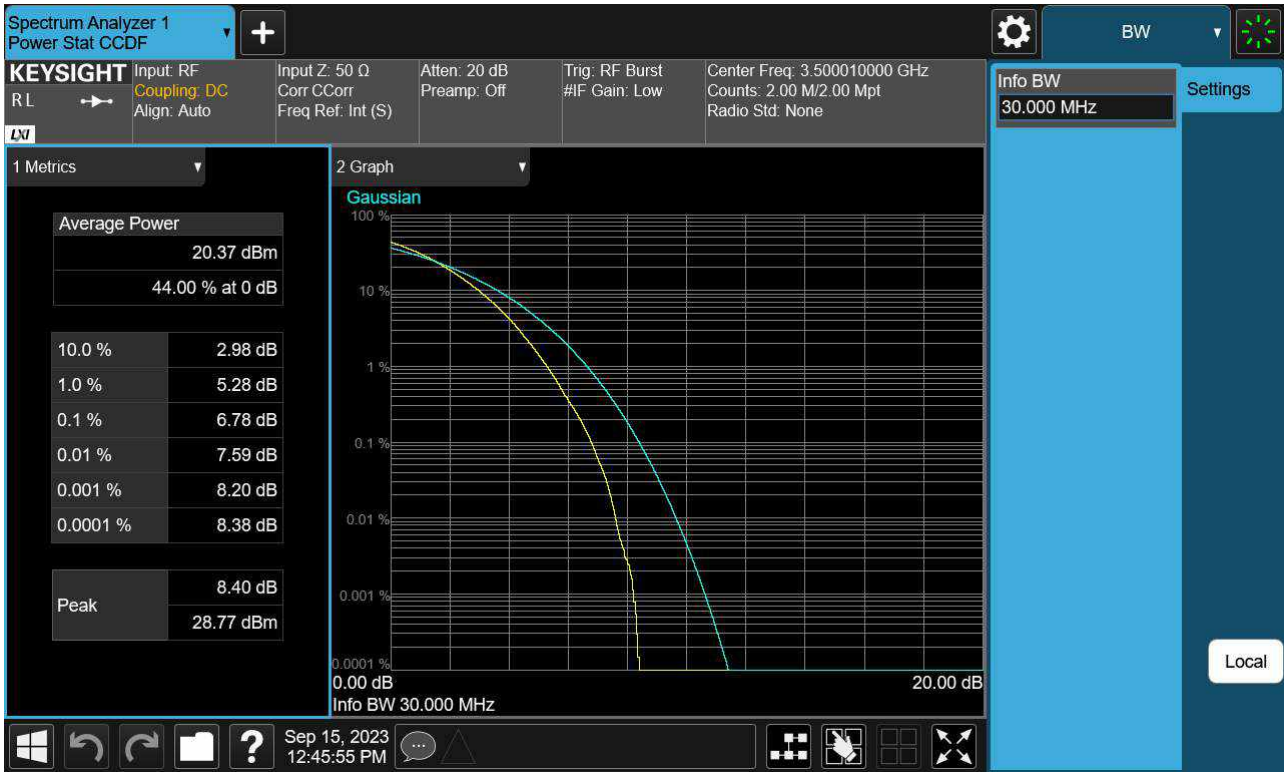 Spectrum Analyzer 1
Power Stat CCDF
+
BW
KEYSIGHT
RL
LXI
Input: RF
Coupling: DC
Align: Auto
Input Z: 50 Ω
Corr CCorr
Freq Ref: Int (S)
Atten: 20 dB
Preamp: Off
Trig: RF Burst
#IF Gain: Low
Center Freq: 3.500010000 GHz
Counts: 2.00 M/2.00 Mpt
Radio Std: None
Info BW
30.000 MHz
Settings
1 Metrics
Average Power
20.37 dBm
44.00 % at 0 dB
10.0 % 2.98 dB
1.0 % 5.28 dB
0.1 % 6.78 dB
0.01 % 7.59 dB
0.001 % 8.20 dB
0.0001 % 8.38 dB
Peak
8.40 dB
28.77 dBm
2 Graph
Gaussian
100 %
10 %
1 %
0.1 %
0.01 %
0.001 %
0.0001 %
0.00 dB 20.00 dB
Info BW 30.000 MHz
Local
?
Sep 15, 2023
12:45:55 PM